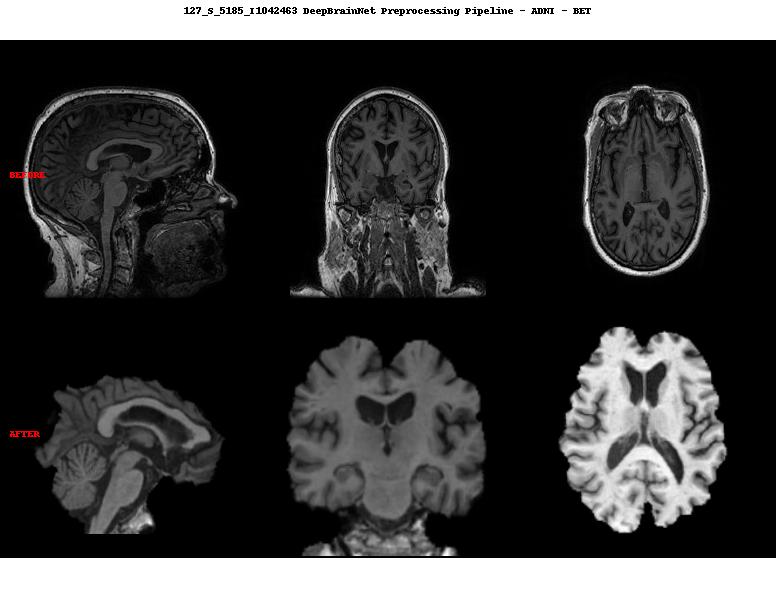 127_S_5185_I1042463 DeepBrainNet Preprocessing Pipeline - ADNI - BET
BEFORE
AFTER